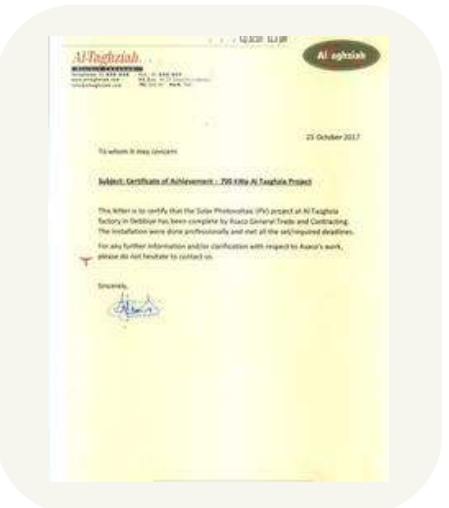 Al-Taghziah
Al Taghziah
25 October 2017
To whom it may concern
Subject: Certificate of Achievement - 700 kWp Al Taaghzia Project
This letter is to certify that the Solar Photovoltaic (PV) project at Al Taaghzia
factory in Debbiye has been complete by Asaco General Trade and Contracting.
The installation were done professionally and met all the set/required deadlines.
For any further information and/or clarification with respect to Asaco's work,
please do not hesitate to contact us.
Sincerely,